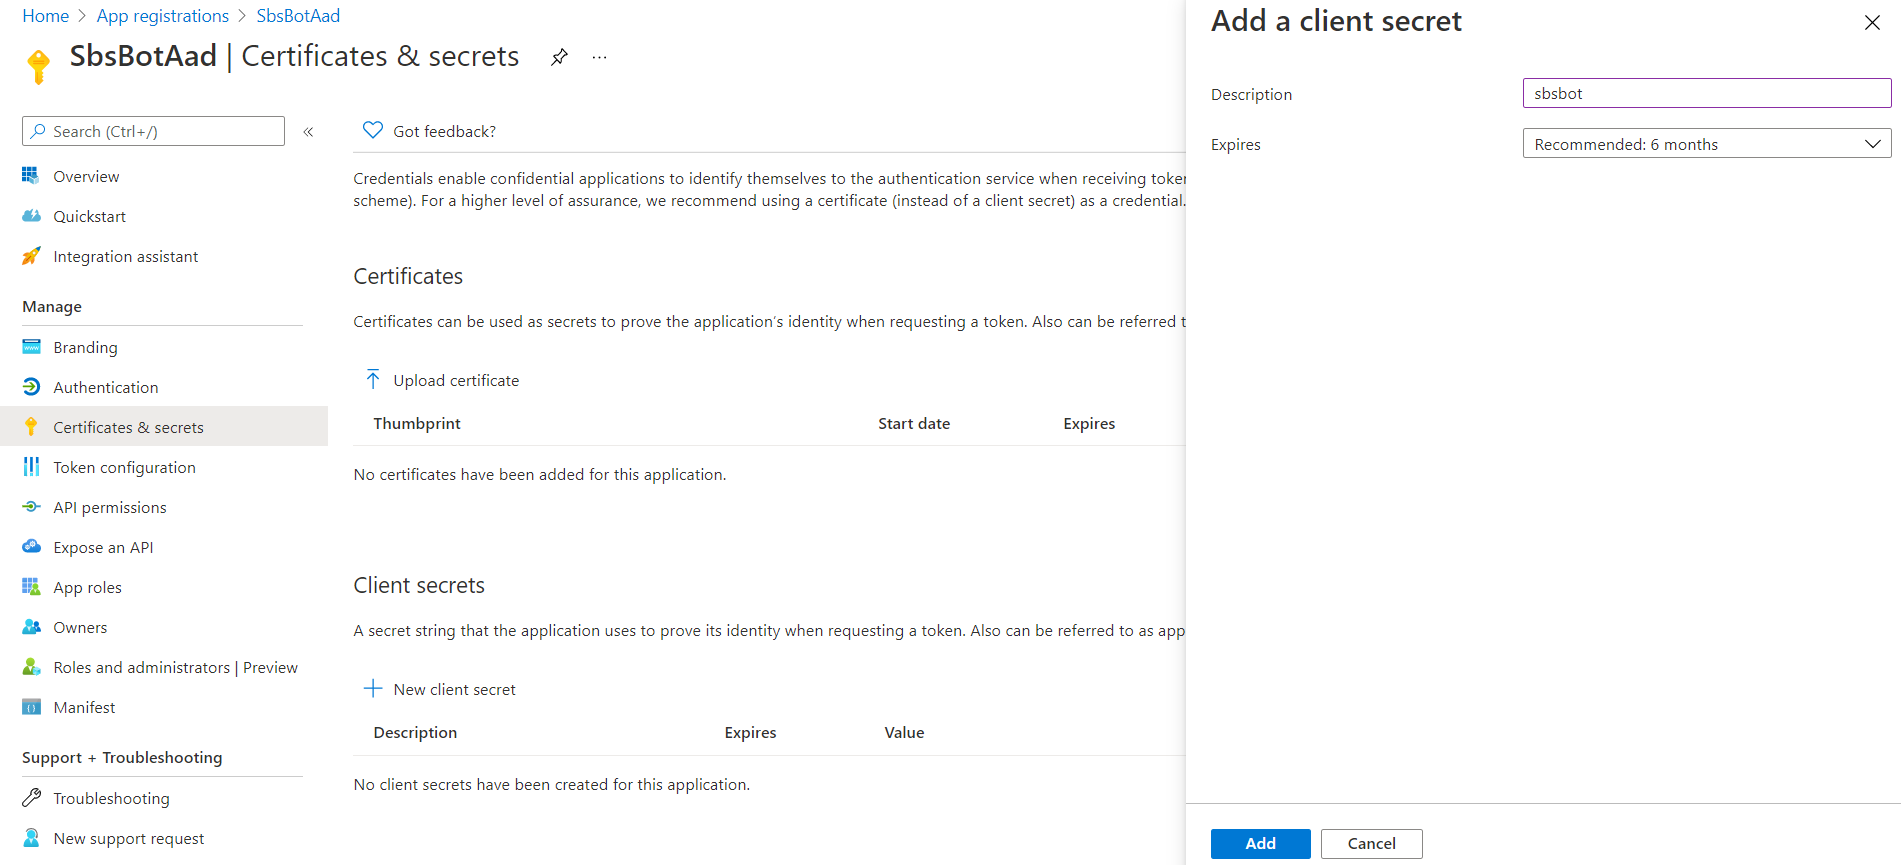 Home > App registrations > SbsBotAad
SbsBotAad | Certificates & secrets ...
Search (Ctrl+/) «
Overview
Quickstart
Integration assistant
Manage
Branding
Authentication
Certificates & secrets
Token configuration
API permissions
Expose an API
App roles
Owners
Roles and administrators | Preview
Manifest
Support + Troubleshooting
Troubleshooting
New support request
Got feedback?
Credentials enable confidential applications to identify themselves to the authentication service when receiving token
scheme). For a higher level of assurance, we recommend using a certificate (instead of a client secret) as a credential.
Certificates
Certificates can be used as secrets to prove the application's identity when requesting a token. Also can be referred t
Upload certificate
Thumbprint Start date Expires
No certificates have been added for this application.
Client secrets
A secret string that the application uses to prove its identity when requesting a token. Also can be referred to as app
New client secret
Description Expires Value
No client secrets have been created for this application.
Add a client secret
Description sbsbot
Expires Recommended: 6 months
Add Cancel